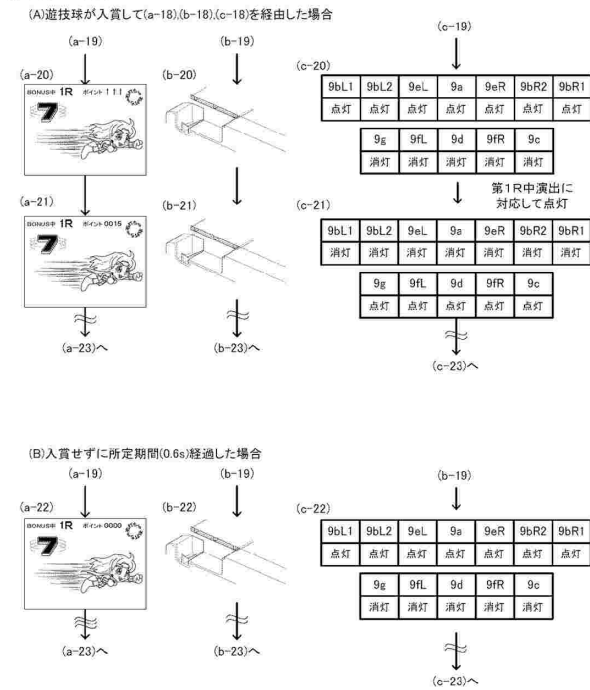 (A)遊技球が入賞して(a-18),(b-18),(c-18)を経由した場合
(a-19) (b-19) (c-19)
(a-20) (b-20) (c-20)
BONUS中 1R ポイント↑↑↑
7
9bL1 9bL2 9eL 9a 9eR 9bR2 9bR1
点灯 点灯 点灯 点灯 点灯 点灯 点灯
9g 9fL 9d 9fR 9c
消灯 消灯 消灯 消灯 消灯
第1R中演出に
対応して点灯
(a-21) (b-21) (c-21)
BONUS中 1R ポイント0015
7
9bL1 9bL2 9eL 9a 9eR 9bR2 9bR1
消灯 消灯 消灯 点灯 消灯 消灯 消灯
9g 9fL 9d 9fR 9c
点灯 点灯 点灯 点灯 点灯
(a-23)へ (b-23)へ (c-23)へ
(B)入賞せずに所定期間(0.6s)経過した場合
(a-19) (b-19) (b-19)
(a-22) (b-22) (c-22)
BONUS中 1R ポイント0000
7
9bL1 9bL2 9eL 9a 9eR 9bR2 9bR1
点灯 点灯 点灯 点灯 点灯 点灯 点灯
9g 9fL 9d 9fR 9c
消灯 消灯 消灯 消灯 消灯
(a-23)へ (b-23)へ (c-23)へ